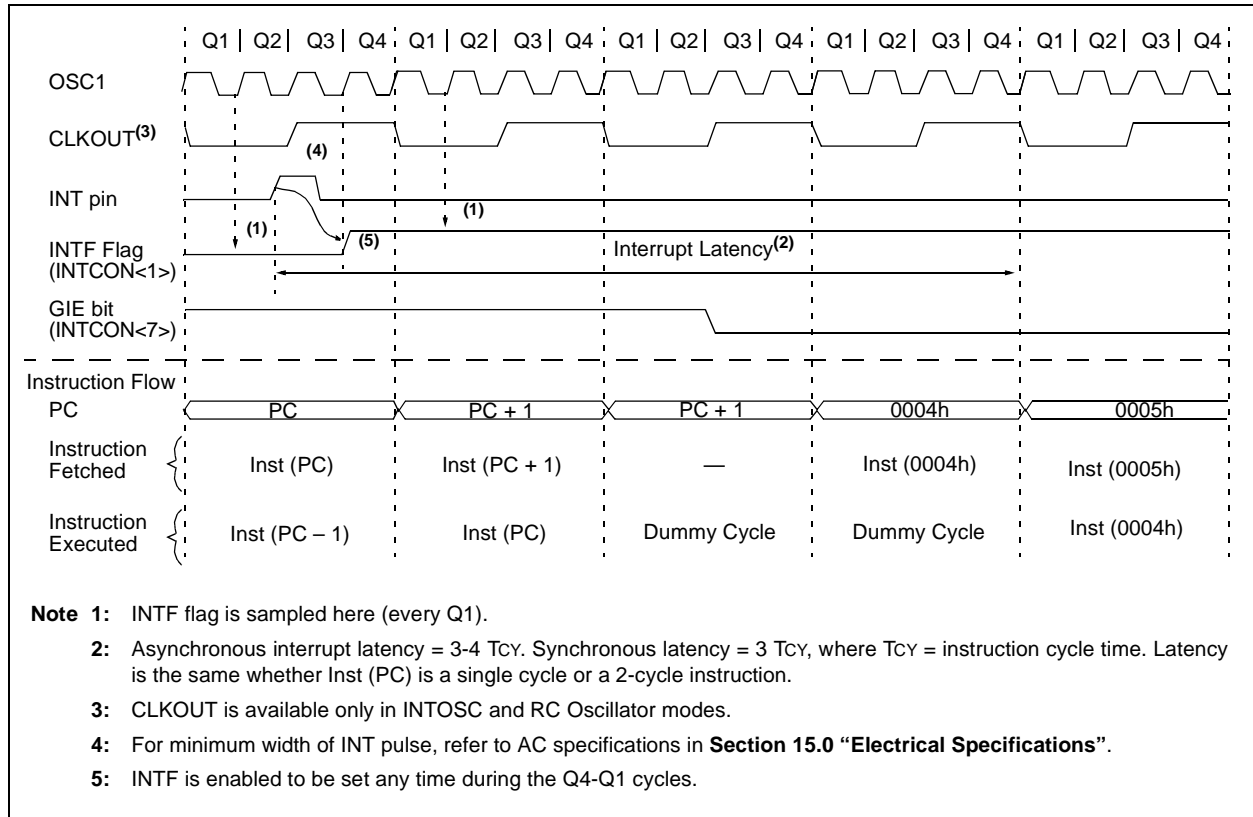 Q1 | Q2 | Q3 | Q4 Q1 | Q2 | Q3 | Q4 Q1 | Q2 | Q3 | Q4 Q1 | Q2 | Q3 | Q4 Q1 | Q2 | Q3 | Q4
OSC1
CLKOUT(3)
(4)
INT pin
(1) (1)
(5)
INTF Flag
(INTCON<1>)
Interrupt Latency(2)
GIE bit
(INTCON<7>)
Instruction Flow
PC PC PC + 1 PC + 1 0004h 0005h
Instruction
Fetched
Inst (PC) Inst (PC + 1) — Inst (0004h) Inst (0005h)
Instruction
Executed
Inst (PC – 1) Inst (PC) Dummy Cycle Dummy Cycle Inst (0004h)
Note 1: INTF flag is sampled here (every Q1).
2: Asynchronous interrupt latency = 3-4 TCY. Synchronous latency = 3 TCY, where TCY = instruction cycle time. Latency
is the same whether Inst (PC) is a single cycle or a 2-cycle instruction.
3: CLKOUT is available only in INTOSC and RC Oscillator modes.
4: For minimum width of INT pulse, refer to AC specifications in Section 15.0 “Electrical Specifications”.
5: INTF is enabled to be set any time during the Q4-Q1 cycles.